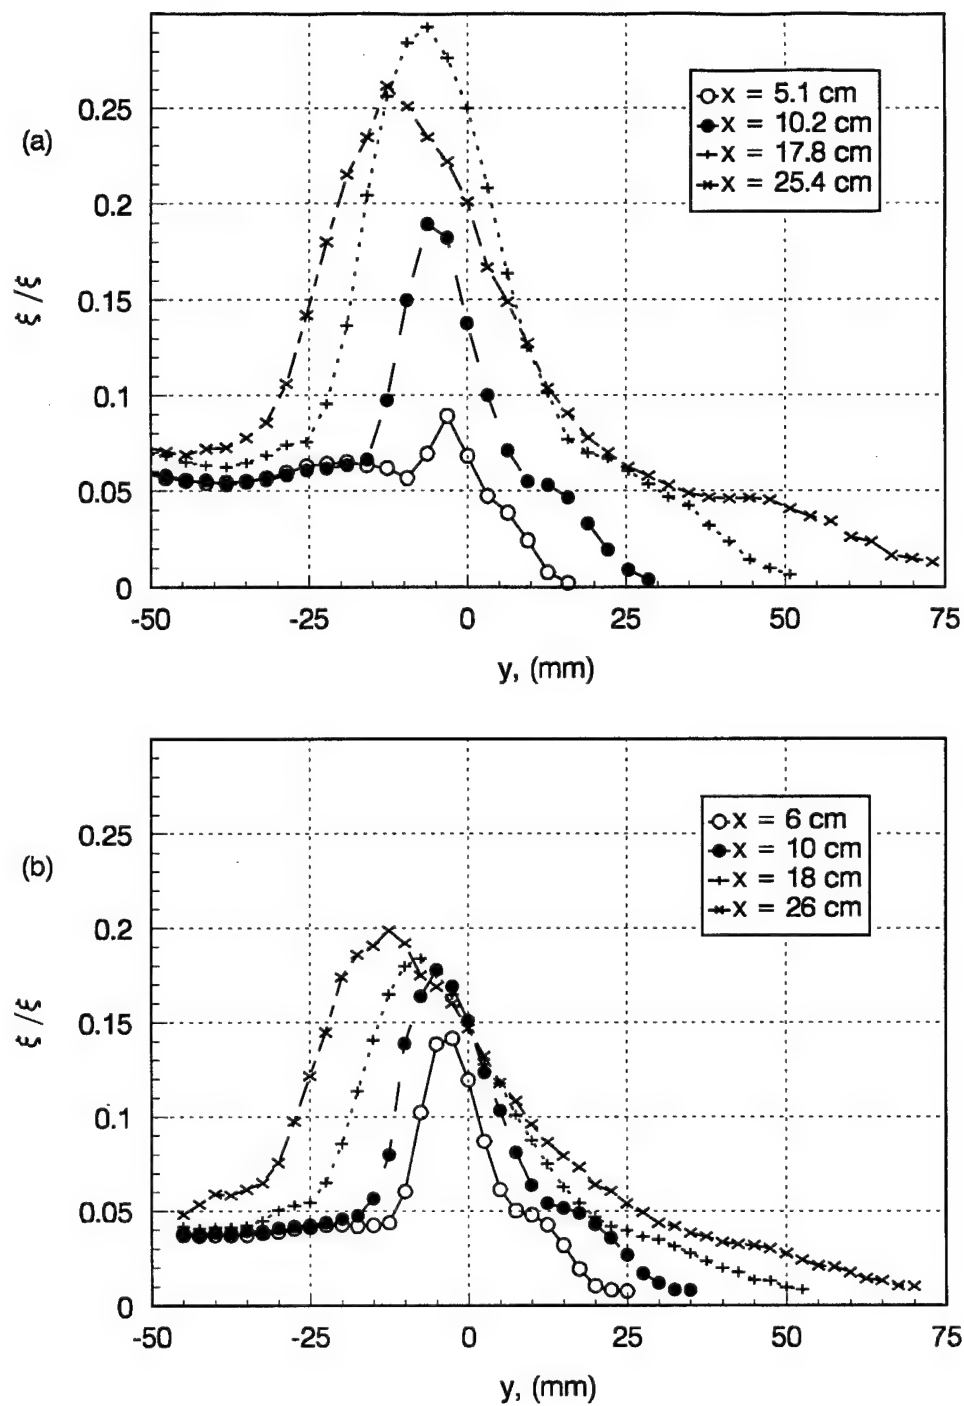 (a)
ξ /ξ
0.25
0.2
0.15
0.1
0.05
0
-50 -25 0 25 50 75
y, (mm)
x = 5.1 cm
x = 10.2 cm
x = 17.8 cm
x = 25.4 cm
(b)
ξ /ξ
0.25
0.2
0.15
0.1
0.05
0
-50 -25 0 25 50 75
y, (mm)
x = 6 cm
x = 10 cm
x = 18 cm
x = 26 cm